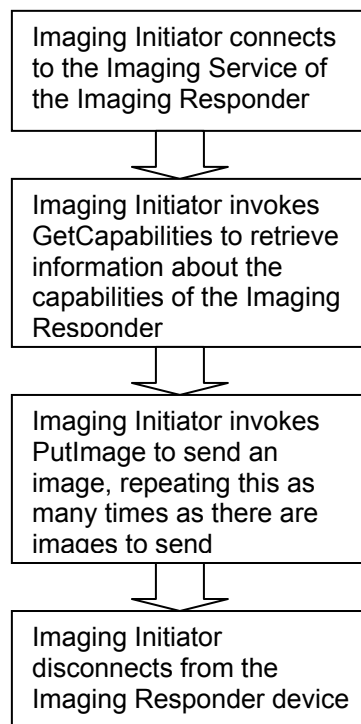 Imaging Initiator connects
to the Imaging Service of
the Imaging Responder
Imaging Initiator invokes
GetCapabilities to retrieve
information about the
capabilities of the Imaging
Responder
Imaging Initiator invokes
PutImage to send an
image, repeating this as
many times as there are
images to send
Imaging Initiator
disconnects from the
Imaging Responder device